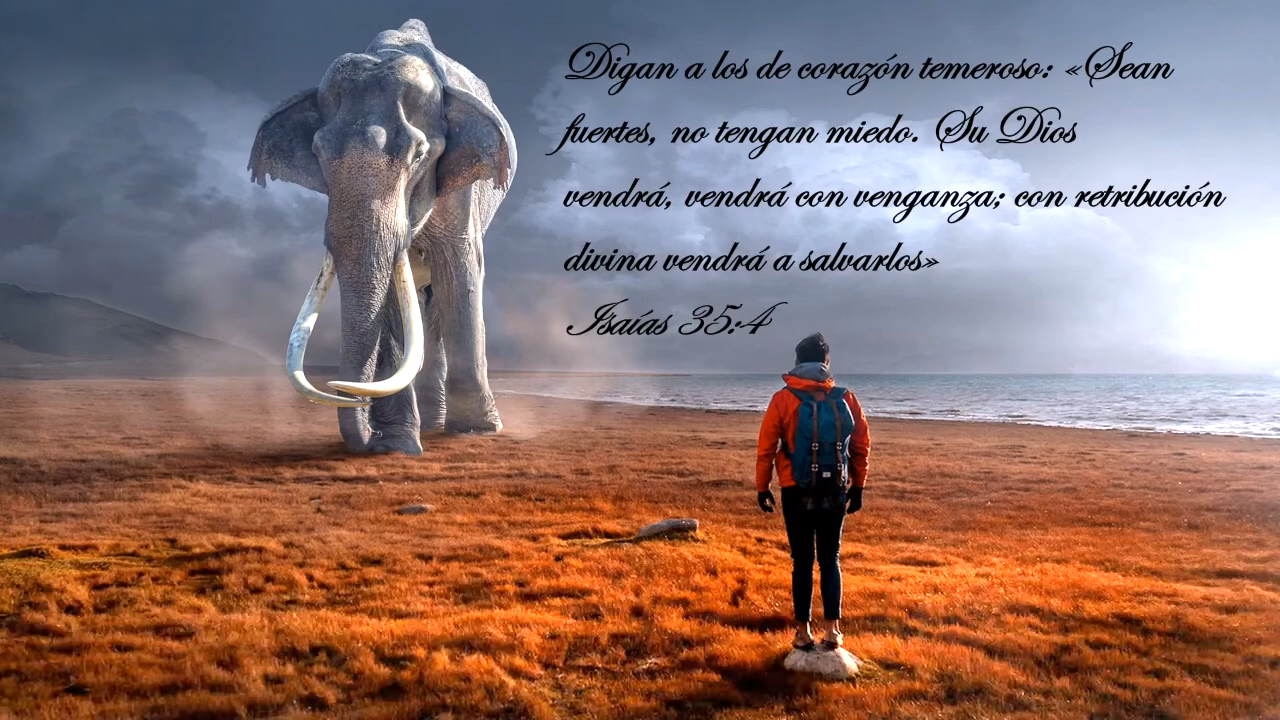 Digan a los de corazón temeroso: «Sean
fuertes, no tengan miedo. Su Dios
vendrá, vendrá con venganza; con retribución
divina vendrá a salvarlos»
Isaías 35:4